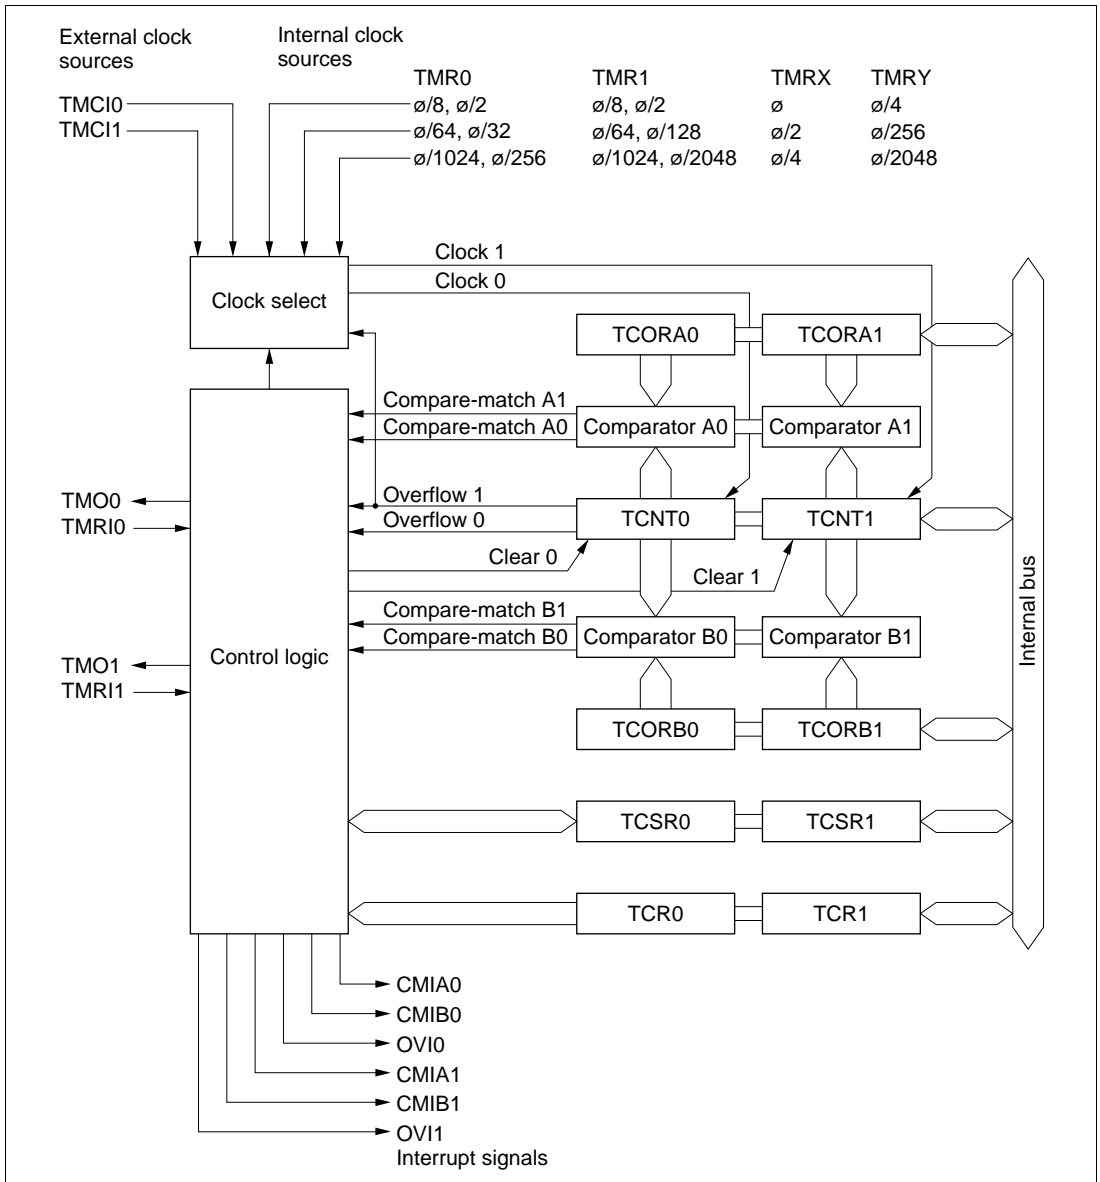 External clock
sources
Internal clock
sources
TMR0 TMR1 TMRX TMRY
TMCI0 ø/8, ø/2 ø/8, ø/2 ø ø/4
TMCI1 ø/64, ø/32 ø/64, ø/128 ø/2 ø/256
ø/1024, ø/256 ø/1024, ø/2048 ø/4 ø/2048
Clock 1
Clock 0
Clock select
TCORA0 TCORA1
Compare-match A1
Compare-match A0
Comparator A0 Comparator A1
TMO0
TMRI0
Overflow 1
Overflow 0
TCNT0 TCNT1
Clear 0
Clear 1
Internal bus
Compare-match B1
Compare-match B0
Comparator B0 Comparator B1
Control logic
TMO1
TMRI1
TCORB0 TCORB1
TCSR0 TCSR1
TCR0 TCR1
CMIA0
CMIB0
OVI0
CMIA1
CMIB1
OVI1
Interrupt signals